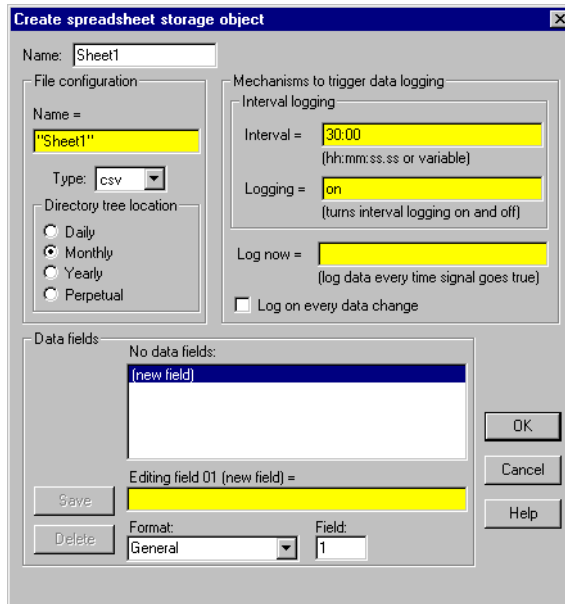 Create spreadsheet storage object
Name: Sheet1
File configuration
Name =
"Sheet1"
Type: csv
Directory tree location
Daily
Monthly
Yearly
Perpetual
Mechanisms to trigger data logging
Interval logging
Interval = 30:00
(hh:mm:ss.ss or variable)
Logging = on
(turns interval logging on and off)
Log now =
(log data every time signal goes true)
Log on every data change
Data fields
No data fields:
(new field)
Editing field 01 (new field) =
Save
Delete
Format:
General
Field:
1
OK
Cancel
Help